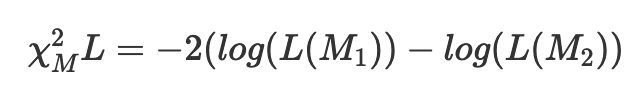 χ²_M L = −2(log(L(M₁)) − log(L(M₂))